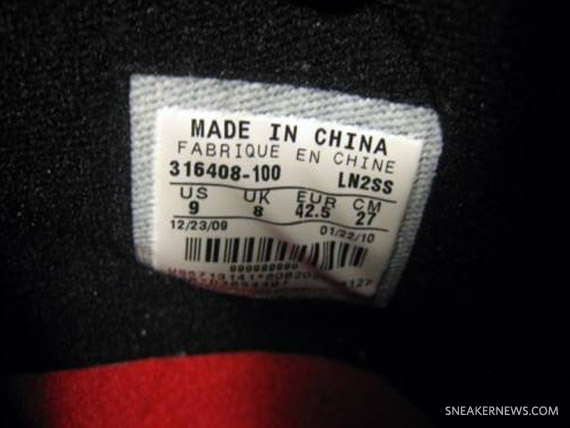 MADE IN CHINA
FABRIQUE EN CHINE
316408-100 LN2SS
US UK EUR CM
9 8 42.5 27
12/23/09 01/22/10
000000000
SNEAKERNEWS.COM